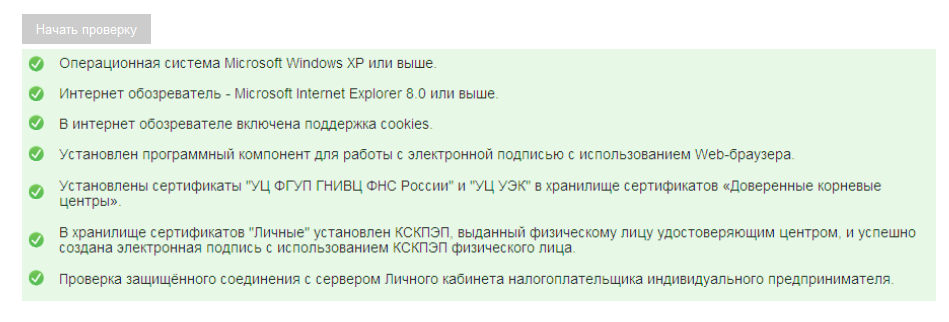 Начать проверку
Операционная система Microsoft Windows XP или выше.
Интернет обозреватель - Microsoft Internet Explorer 8.0 или выше.
В интернет обозревателе включена поддержка cookies.
Установлен программный компонент для работы с электронной подписью с использованием Web-браузера.
Установлены сертификаты "УЦ ФГУП ГНИВЦ ФНС России" и "УЦ УЭК" в хранилище сертификатов «Доверенные корневые
центры».
В хранилище сертификатов "Личные" установлен КСКПЭП, выданный физическому лицу удостоверяющим центром, и успешно
создана электронная подпись с использованием КСКПЭП физического лица.
Проверка защищённого соединения с сервером Личного кабинета налогоплательщика индивидуального предпринимателя.